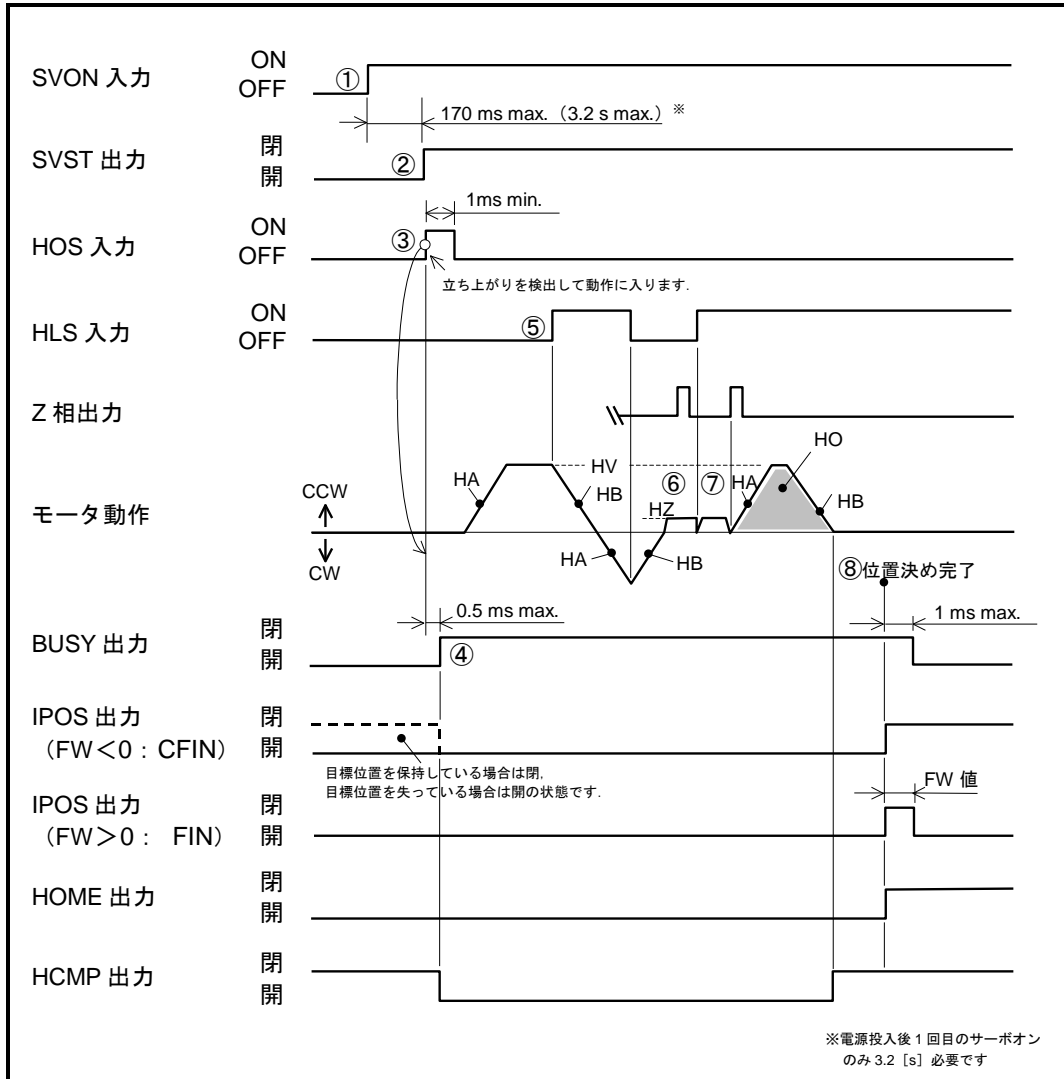 SVON 入力
ON
OFF
①
170 ms max.（3.2 s max.）※
SVST 出力
閉
開
②
1ms min.
HOS 入力
ON
OFF
③
立ち上がりを検出して動作に入ります.
HLS 入力
ON
OFF
⑤
Z 相出力
HO
HV
HA
HB
⑥
⑦
HA
HB
HZ
モータ動作
CCW
CW
HA
HB
⑧位置決め完了
0.5 ms max.
1 ms max.
BUSY 出力
閉
開
④
IPOS 出力
（FW＜0 : CFIN）
閉
開
目標位置を保持している場合は閉,
目標位置を失っている場合は開の状態です.
FW 値
IPOS 出力
（FW＞0 : FIN）
閉
開
HOME 出力
閉
開
HCMP 出力
閉
開
※電源投入後 1 回目のサーボオン
のみ 3.2［s］必要です